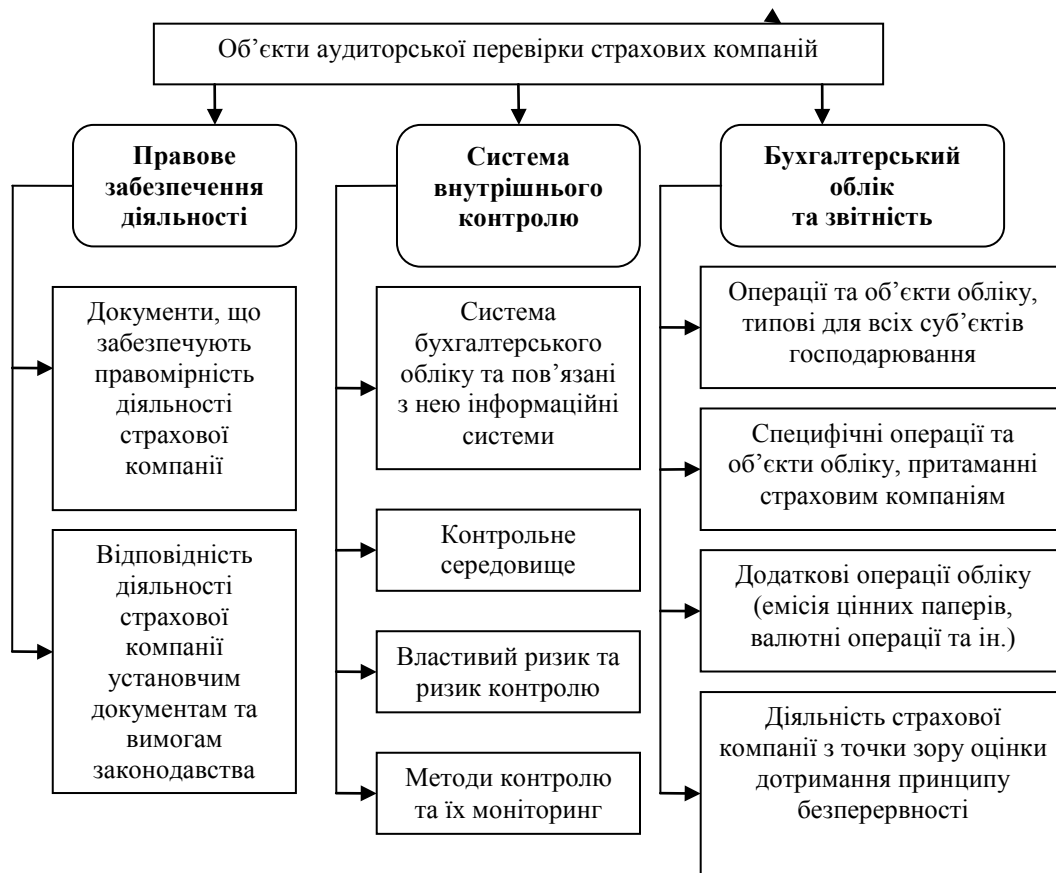 Об’єкти аудиторської перевірки страхових компаній
Правове
забезпечення
діяльності
Система
внутрішнього
контролю
Бухгалтерський
облік
та звітність
Документи, що
забезпечують
правомірність
діяльності
страхової
компанії
Відповідність
діяльності
страхової
компанії
установчим
документам та
вимогам
законодавства
Система
бухгалтерського
обліку та пов’язані
з нею інформаційні
системи
Контрольне
середовище
Властивий ризик та
ризик контролю
Методи контролю
та їх моніторинг
Операції та об’єкти обліку,
типові для всіх суб’єктів
господарювання
Специфічні операції та
об’єкти обліку, притаманні
страховим компаніям
Додаткові операції обліку
(емісія цінних паперів,
валютні операції та ін.)
Діяльність страхової
компанії з точки зору оцінки
дотримання принципу
безперервності